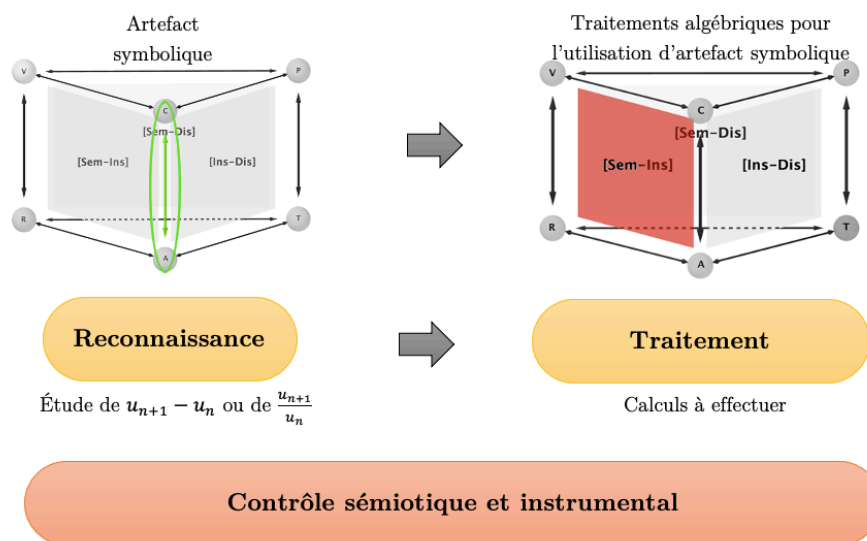 Artefact
symbolique
V
P
C
[Sem-Dis]
[Sem-Ins]
[Ins-Dis]
R
T
A
Traitements algébriques pour
l'utilisation d'artefact symbolique
V
P
C
[Sem-Dis]
[Sem-Ins]
[Ins-Dis]
R
T
A
Reconnaissance
Traitement
Étude de $u_{n+1} - u_n$ ou de $\frac{u_{n+1}}{u_n}$
Calculs à effectuer
Contrôle sémiotique et instrumental